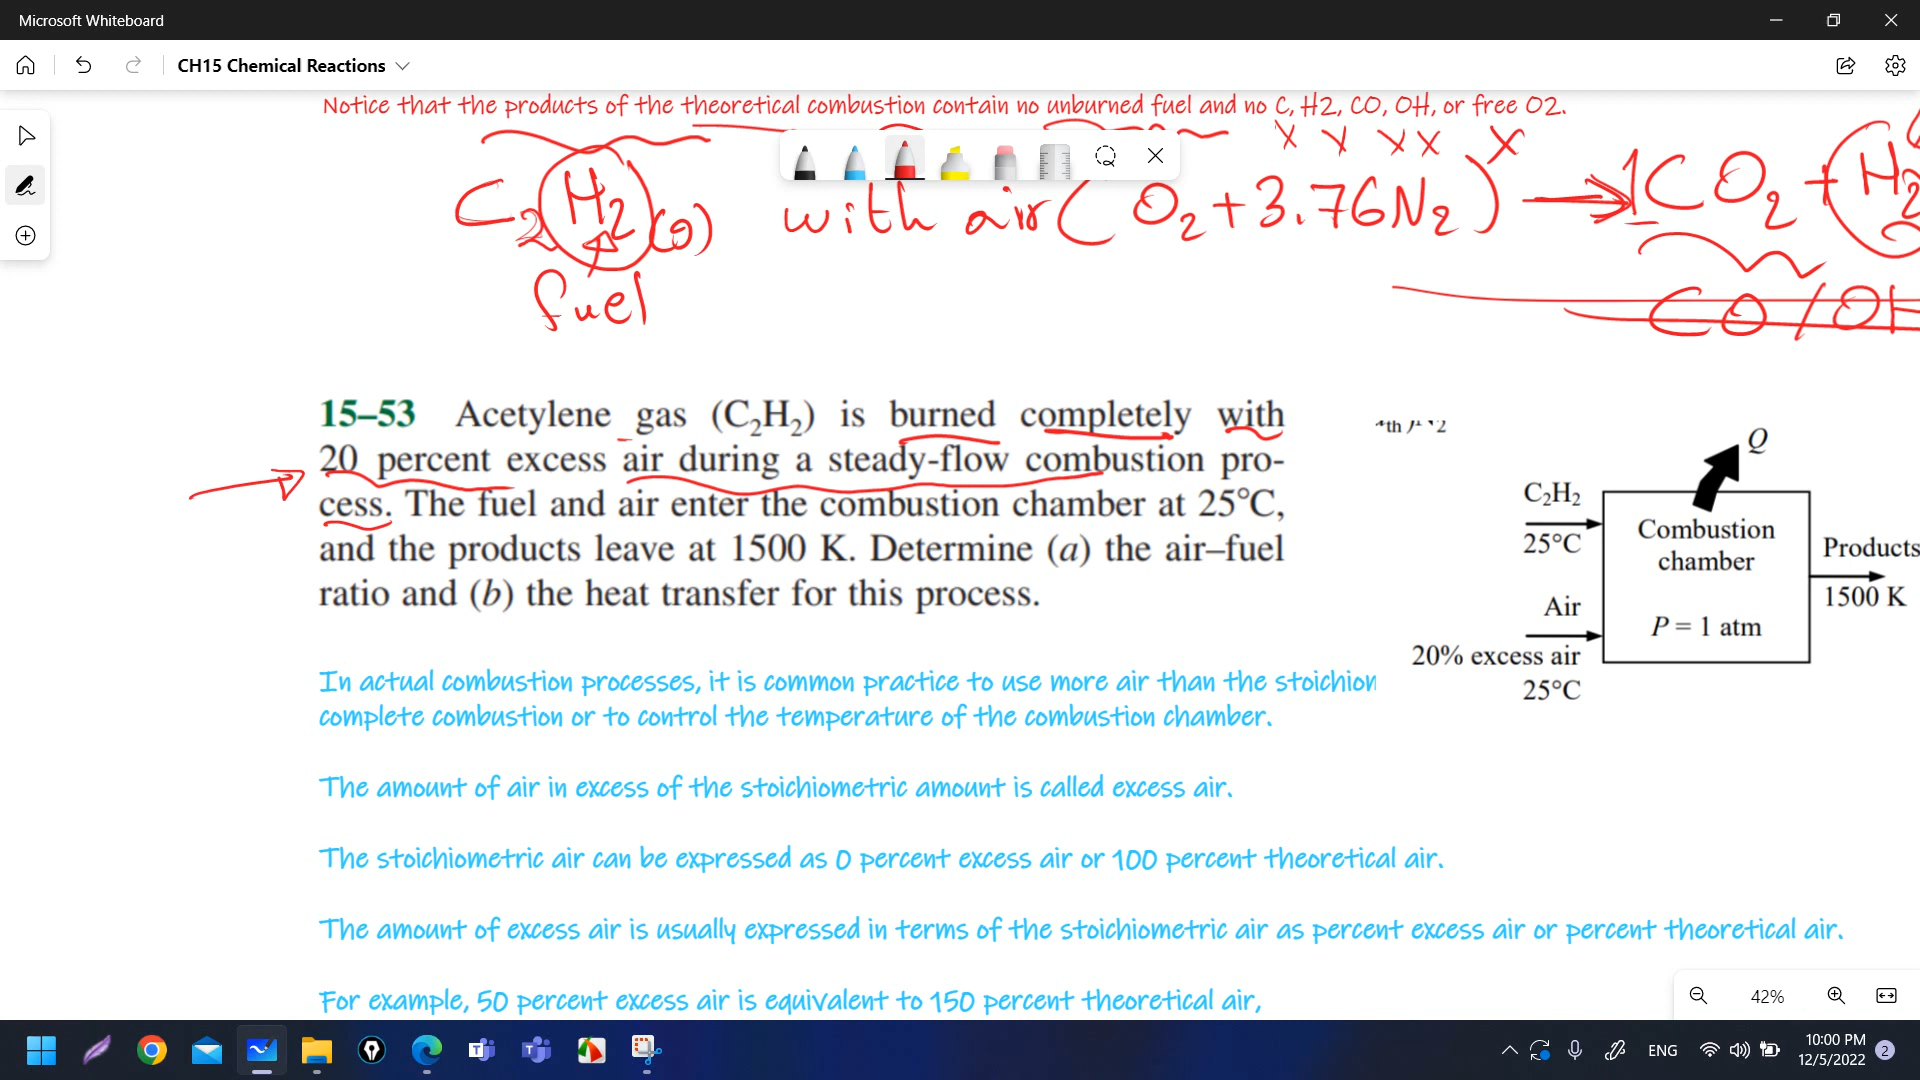 Microsoft Whiteboard
CH15 Chemical Reactions
Notice that the products of the theoretical combustion contain no unburned fuel and no C, H2, CO, OH, or free O2.
X X X X X
C2H2(g) with air (O2+3.76N2) → 1CO2 + H2
fuel
CO/OH
15–53 Acetylene gas (C2H2) is burned completely with
20 percent excess air during a steady-flow combustion pro-
cess. The fuel and air enter the combustion chamber at 25°C,
and the products leave at 1500 K. Determine (a) the air–fuel
ratio and (b) the heat transfer for this process.
Q
C2H2
25°C
Combustion
chamber
P = 1 atm
Products
1500 K
Air
20% excess air
25°C
In actual combustion processes, it is common practice to use more air than the stoichion
complete combustion or to control the temperature of the combustion chamber.
The amount of air in excess of the stoichiometric amount is called excess air.
The stoichiometric air can be expressed as 0 percent excess air or 100 percent theoretical air.
The amount of excess air is usually expressed in terms of the stoichiometric air as percent excess air or percent theoretical air.
For example, 50 percent excess air is equivalent to 150 percent theoretical air,
42%
ENG
10:00 PM
12/5/2022
2